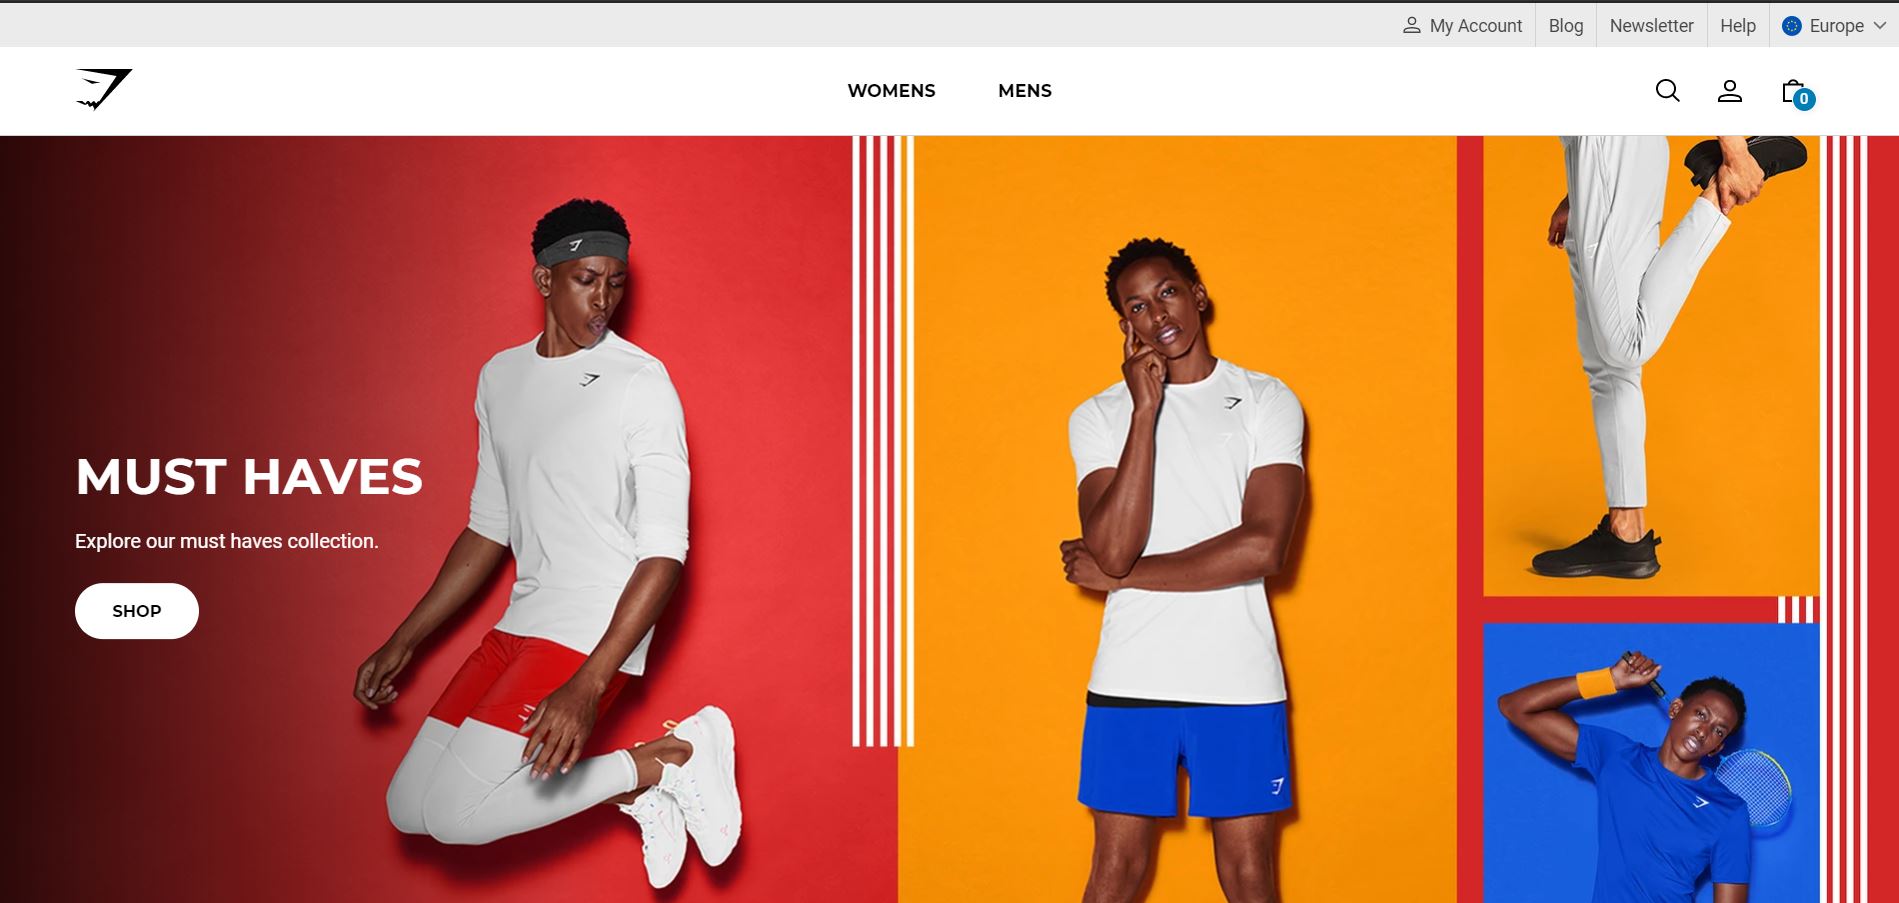 My Account
Blog
Newsletter
Help
Europe
WOMENS
MENS
0
MUST HAVES
Explore our must haves collection.
SHOP